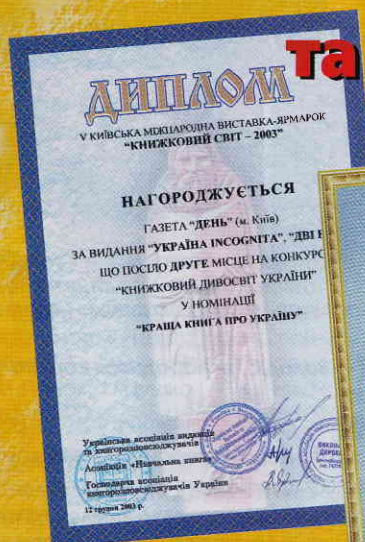 та
ДИПЛОМ
V КИЇВСЬКА МІЖНАРОДНА ВИСТАВКА-ЯРМАРОК
"КНИЖКОВИЙ СВІТ – 2003"
НАГОРОДЖУЄТЬСЯ
ГАЗЕТА "ДЕНЬ" (м. Київ)
ЗА ВИДАННЯ "УКРАЇНА INCOGNITA", "ДВІ
ЩО ПОСІЛО ДРУГЕ МІСЦЕ НА КОНКУРС
"КНИЖКОВИЙ ДИВОСВІТ УКРАЇНИ"
У НОМІНАЦІЇ
"КРАЩА КНИГА ПРО УКРАЇНУ"
Українська асоціація видавців
та книгорозповсюджувачів
Асоціація «Навчальна книга»
Господарча асоціація
книгорозповсюджувачів України
12 грудня 2003 р.